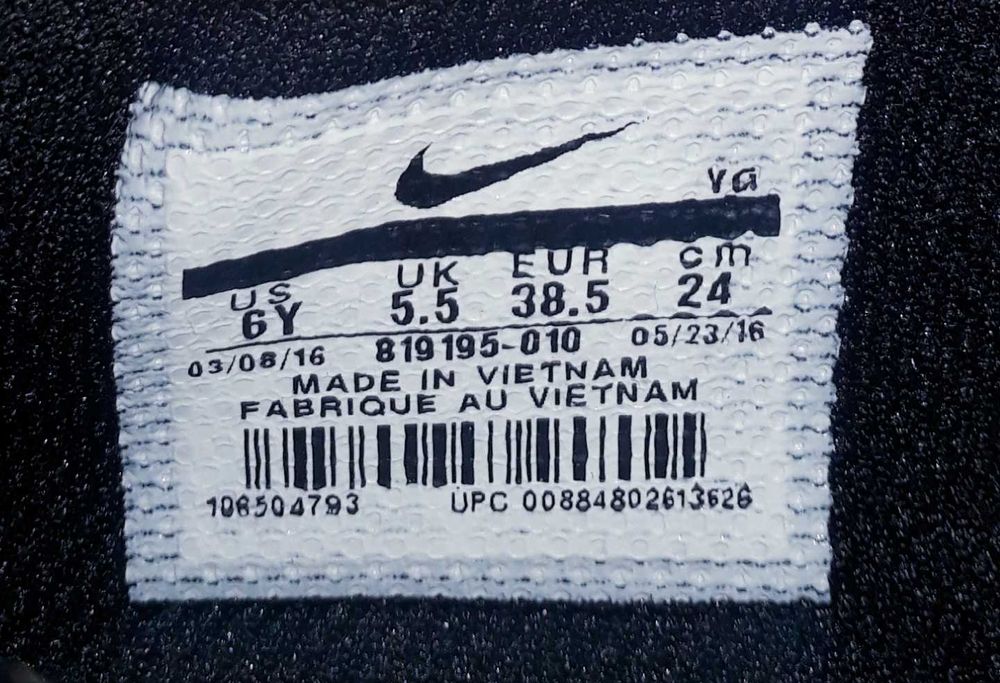 Ya
US UK EUR cm
6Y 5.5 38.5 24
03/08/16 819195-010 05/23/16
MADE IN VIETNAM
FABRIQUE AU VIETNAM
106504793 UPC 00884802613626